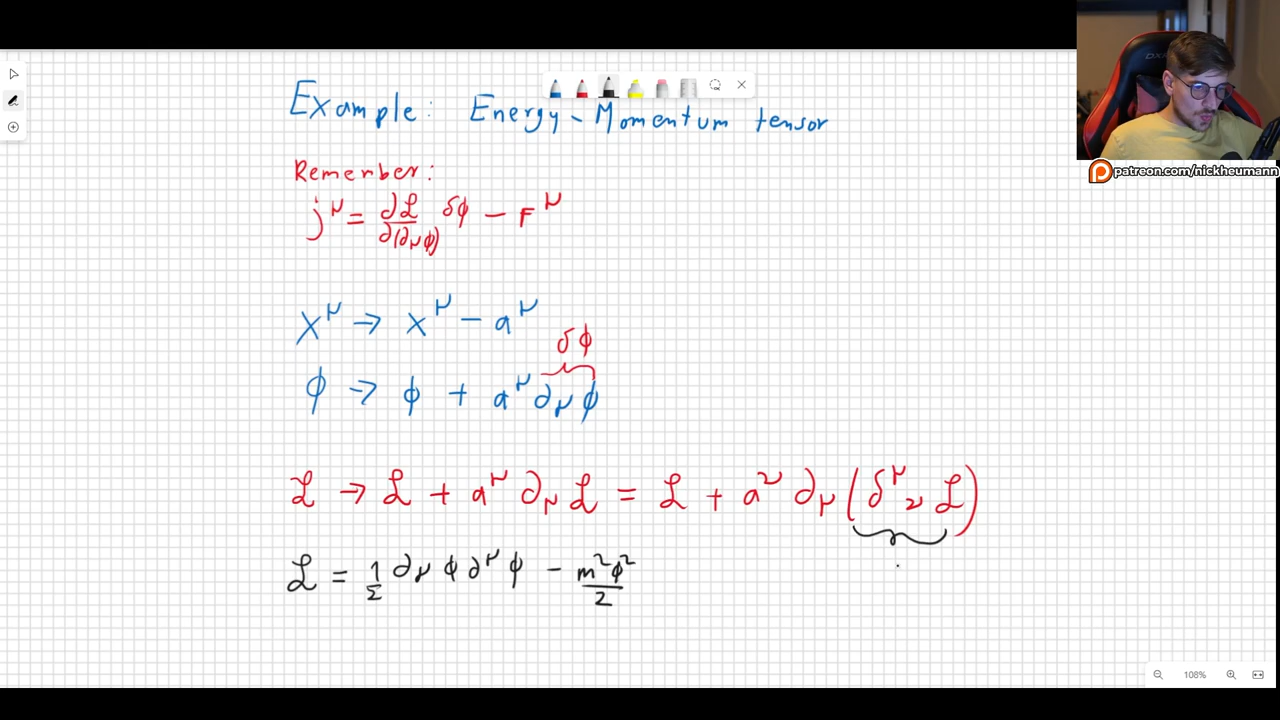 Example: Energy-Momentum tensor
Remember:
j^μ = ∂ℒ/∂(∂_μϕ) δϕ − F^μ
x^μ → x^μ − a^μ
δϕ
ϕ → ϕ + a^μ ∂_μ ϕ
ℒ → ℒ + a^μ ∂_μ ℒ = ℒ + a^ν ∂_μ (δ^μ_ν ℒ)
ℒ = 1/2 ∂_μ ϕ ∂^μ ϕ − m²ϕ²/2
patreon.com/nickheumann
108%